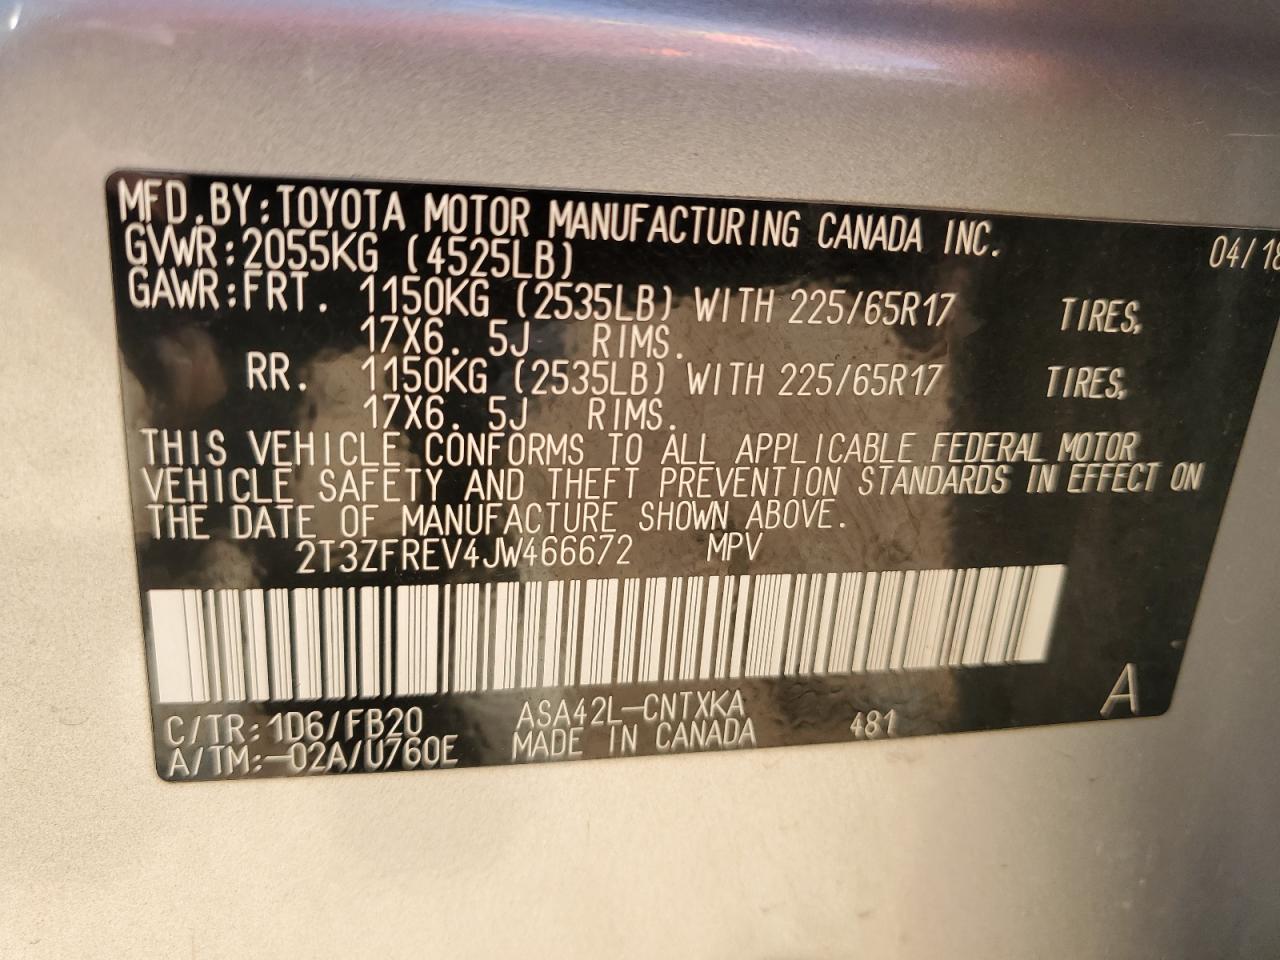 MFD.BY:TOYOTA MOTOR MANUFACTURING CANADA INC. 04/18
GVWR:2055KG (4525LB)
GAWR:FRT. 1150KG (2535LB) WITH 225/65R17 TIRES,
17X6. 5J RIMS.
RR. 1150KG (2535LB) WITH 225/65R17 TIRES,
17X6. 5J RIMS.
THIS VEHICLE CONFORMS TO ALL APPLICABLE FEDERAL MOTOR
VEHICLE SAFETY AND THEFT PREVENTION STANDARDS IN EFFECT ON
THE DATE OF MANUFACTURE SHOWN ABOVE.
2T3ZFREV4JW466672 MPV
A
C/TR:1D6/FB20 ASA42L-CNTXKA 481
A/TM:-02A/U760E MADE IN CANADA